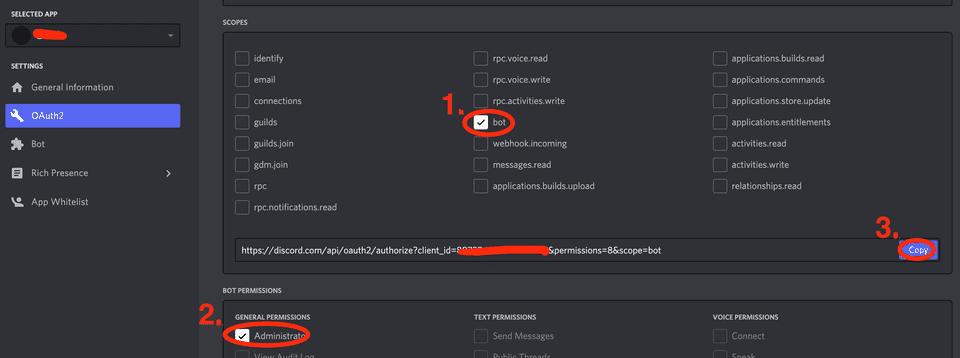 SELECTED APP
SETTINGS
General Information
OAuth2
Bot
Rich Presence
App Whitelist
SCOPES
identify
rpc.voice.read
applications.builds.read
email
rpc.voice.write
applications.commands
connections
rpc.activities.write
applications.store.update
1.
guilds
bot
applications.entitlements
guilds.join
webhook.incoming
activities.read
gdm.join
messages.read
activities.write
rpc
applications.builds.upload
relationships.read
rpc.notifications.read
3.
https://discord.com/api/oauth2/authorize?client_id= &permissions=8&scope=bot
Copy
BOT PERMISSIONS
2.
GENERAL PERMISSIONS
TEXT PERMISSIONS
VOICE PERMISSIONS
Administrato
Send Messages
Connect
View Audit Log
Public Threads
Speak